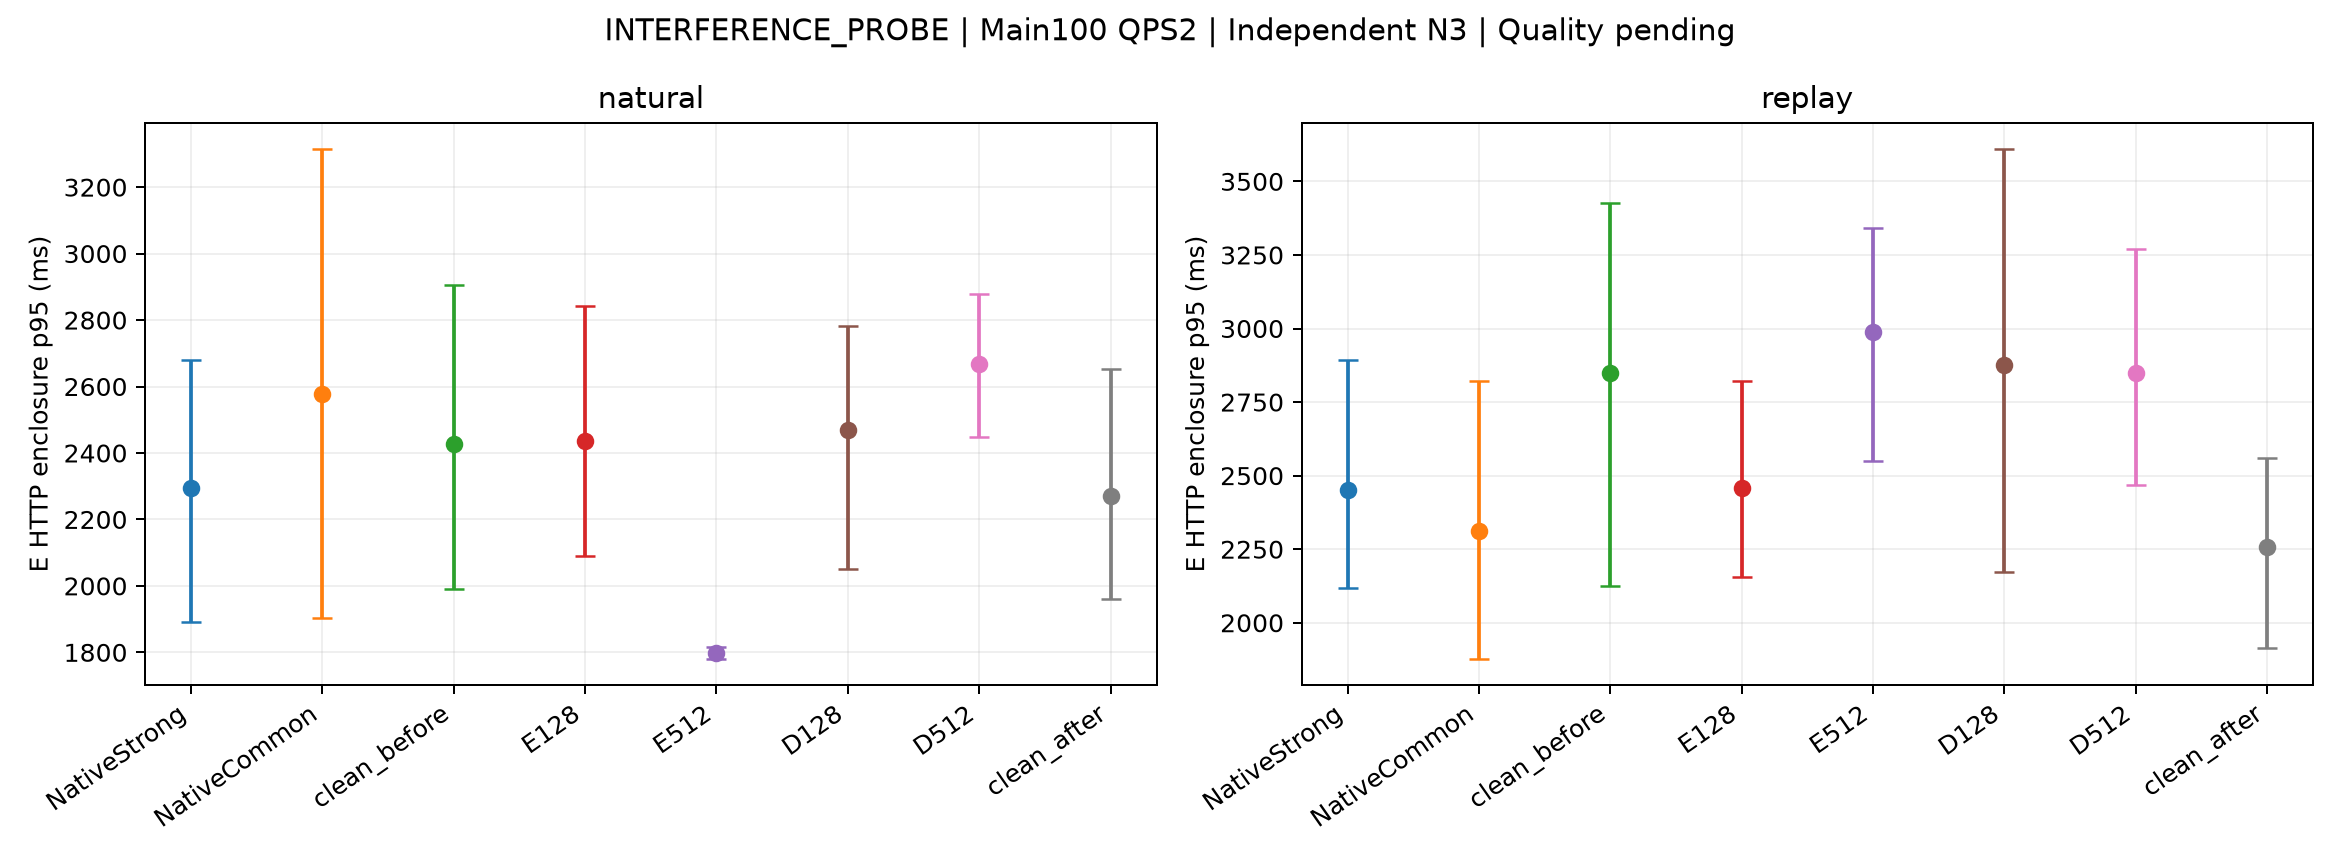 INTERFERENCE_PROBE | Main100 QPS2 | Independent N3 | Quality pending
natural
E HTTP enclosure p95 (ms)
3200
3000
2800
2600
2400
2200
2000
1800
NativeStrong
NativeCommon
clean_before
E128
E512
D128
D512
clean_after
replay
E HTTP enclosure p95 (ms)
3500
3250
3000
2750
2500
2250
2000
NativeStrong
NativeCommon
clean_before
E128
E512
D128
D512
clean_after